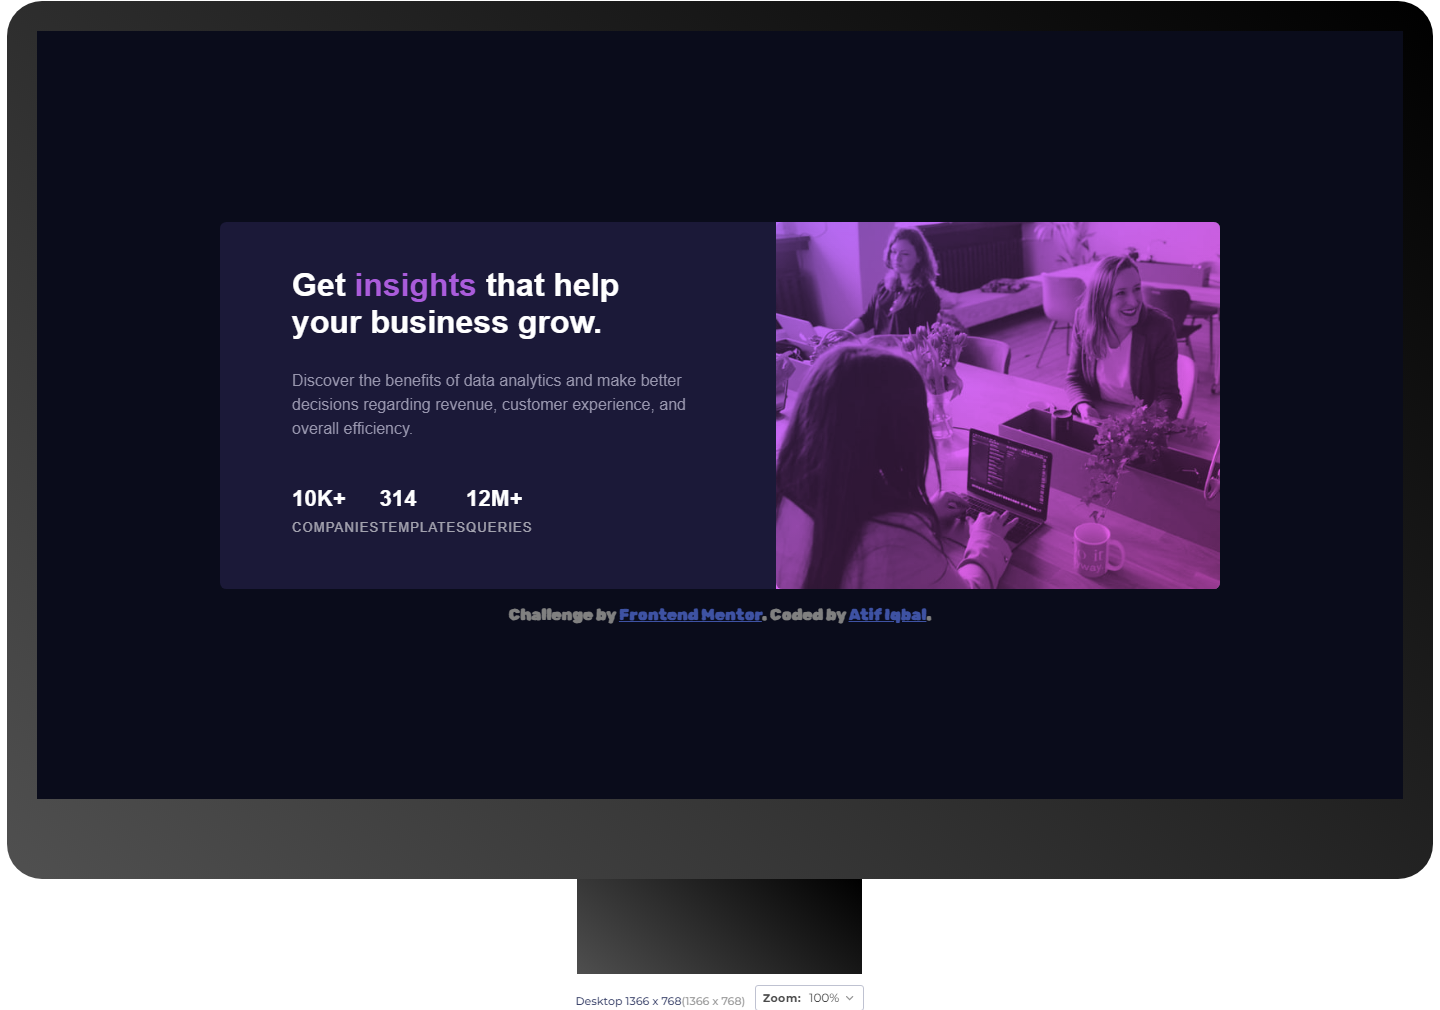 Get insights that help
your business grow.
Discover the benefits of data analytics and make better
decisions regarding revenue, customer experience, and
overall efficiency.
10K+ 314 12M+
COMPANIESTEMPLATESQUERIES
Challenge by Frontend Mentor. Coded by Atif Iqbal.
Desktop 1366 x 768(1366 x 768) Zoom: 100%